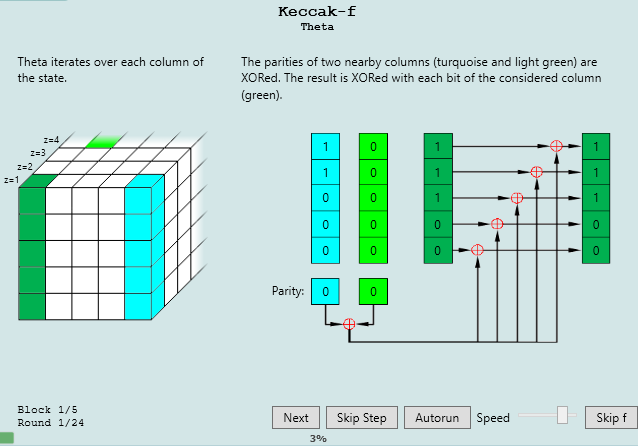 Keccak-f
Theta
Theta iterates over each column of
the state.
The parities of two nearby columns (turquoise and light green) are
XORed. The result is XORed with each bit of the considered column
(green).
z=4
z=3
z=2
z=1
1 0 1 1
1 0 1 1
0 0 1 1
0 0 0 0
0 0 0 0
Parity: 0 0
Block 1/5
Round 1/24
Next Skip Step Autorun Speed Skip f
3%